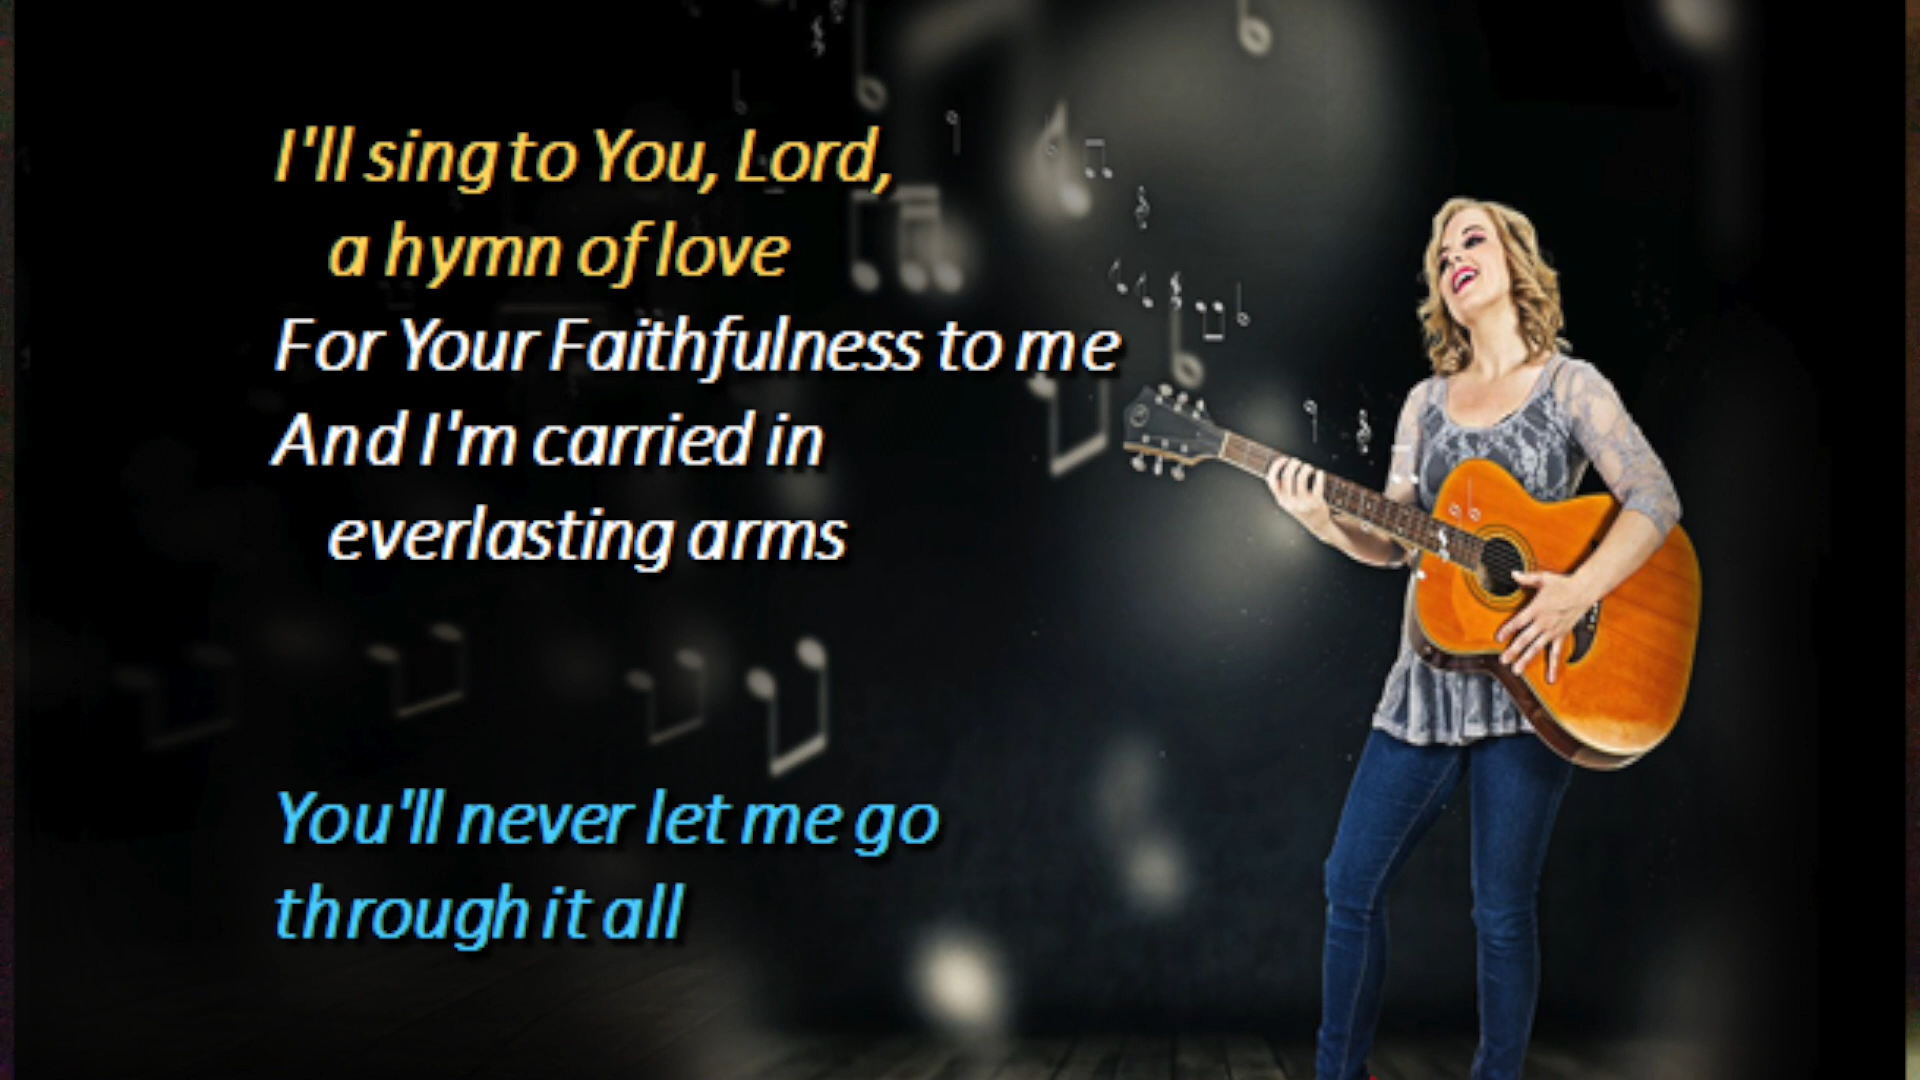 I'll sing to You, Lord,
a hymn of love
For Your Faithfulness to me
And I'm carried in
everlasting arms
You'll never let me go
through it all